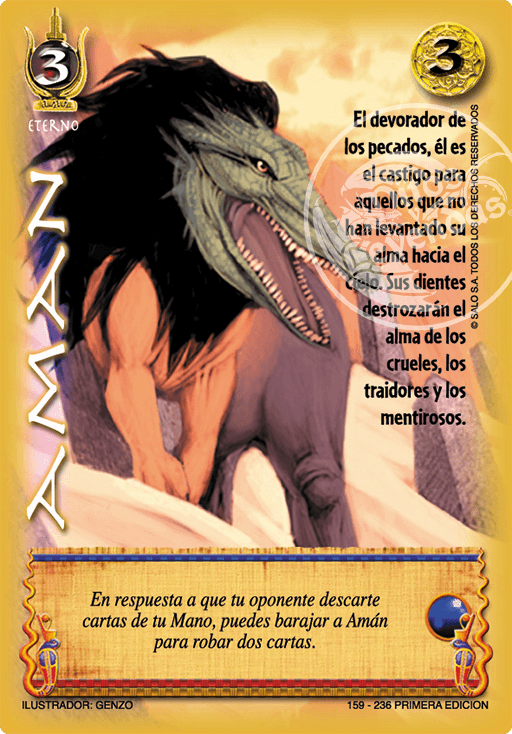 3
3
ETERNO
AMAN
El devorador de
los pecados, él es
el castigo para
aquellos que no
han levantado su
alma hacia el
cielo. Sus dientes
destrozarán el
alma de los
crueles, los
traidores y los
mentirosos.
© SALO S.A. TODOS LOS DERECHOS RESERVADOS
En respuesta a que tu oponente descarte
cartas de tu Mano, puedes barajar a Amán
para robar dos cartas.
ILUSTRADOR: GENZO
159 - 236 PRIMERA EDICION